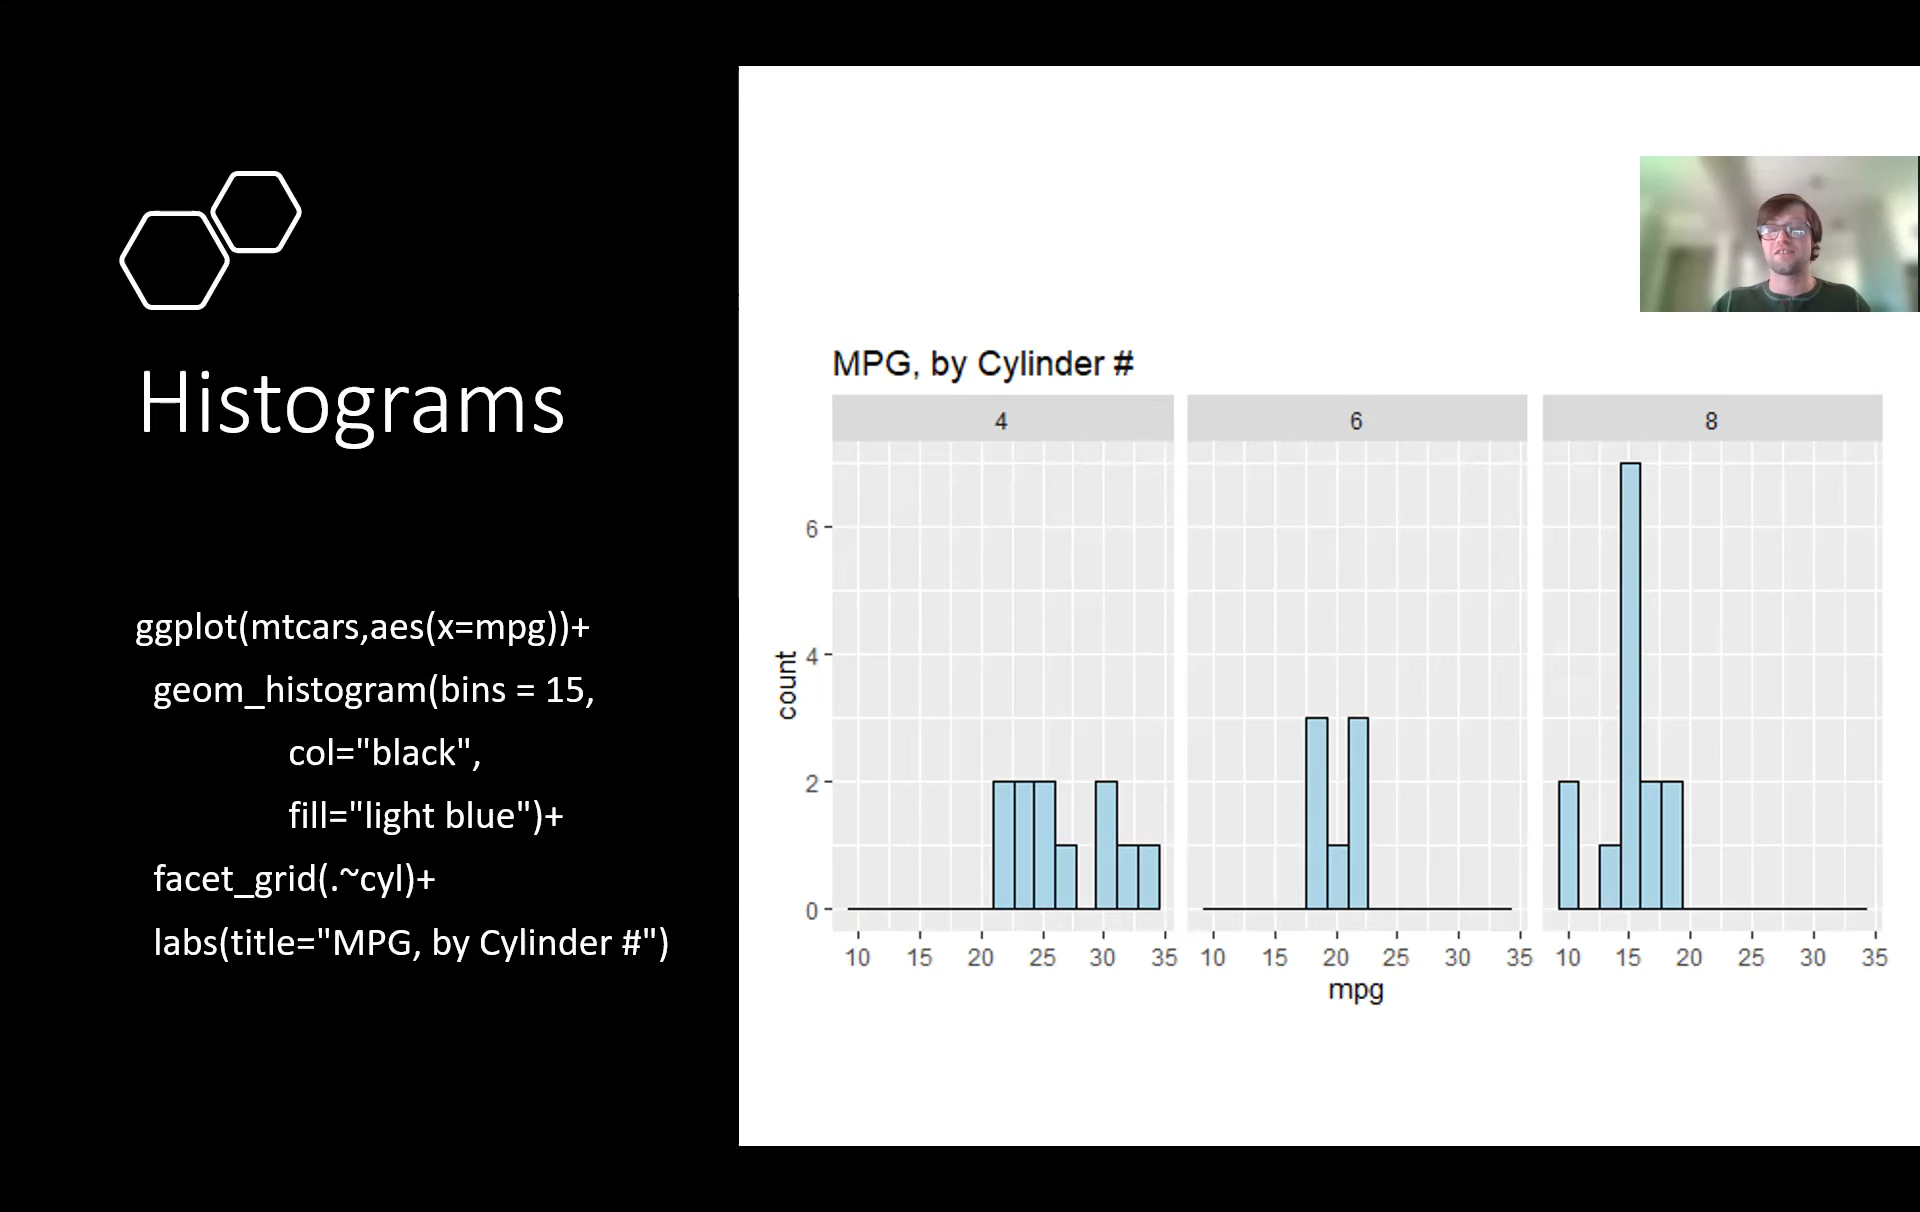 Histograms
ggplot(mtcars,aes(x=mpg))+
geom_histogram(bins = 15,
col="black",
fill="light blue")+
facet_grid(.~cyl)+
labs(title="MPG, by Cylinder #")
MPG, by Cylinder #
4 6 8
6
4
2
0
count
10 15 20 25 30 35 10 15 20 25 30 35 10 15 20 25 30 35
mpg